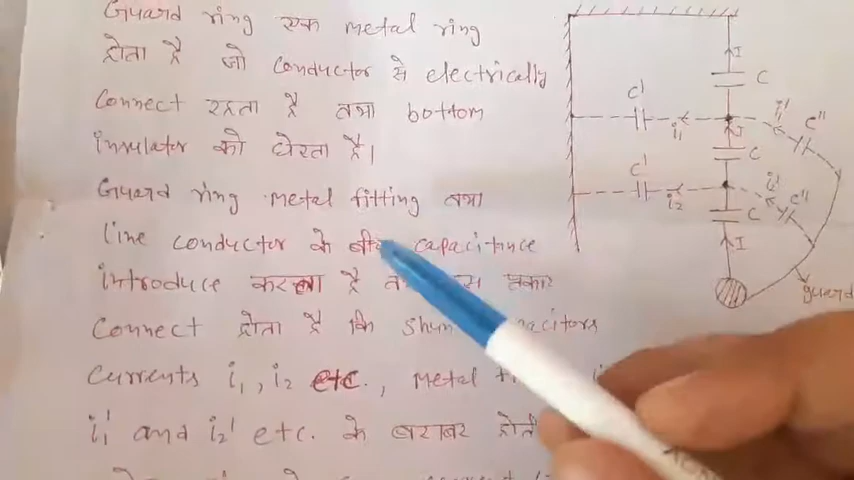 Guard ring एक metal ring
होता है जो conductor से electrically
connect रहता है तथा bottom
insulator को घेरता है।
Guard ring metal fitting तथा
line conductor के बीच capacitance
introduce करता है
connect होता है कि
currents i₁, i₂ etc., metal
i₁' and i₂' etc. के बराबर
I
C
C'
i₁
i₁'
C"
I
C
C'
i₂
i₂'
C"
C
I
guard